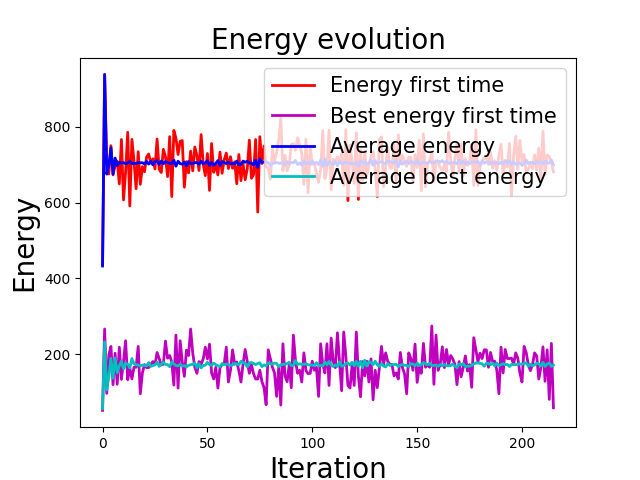 Energy evolution
Energy first time
Best energy first time
Average energy
Average best energy
800
600
400
200
Energy
0
50
100
150
200
Iteration